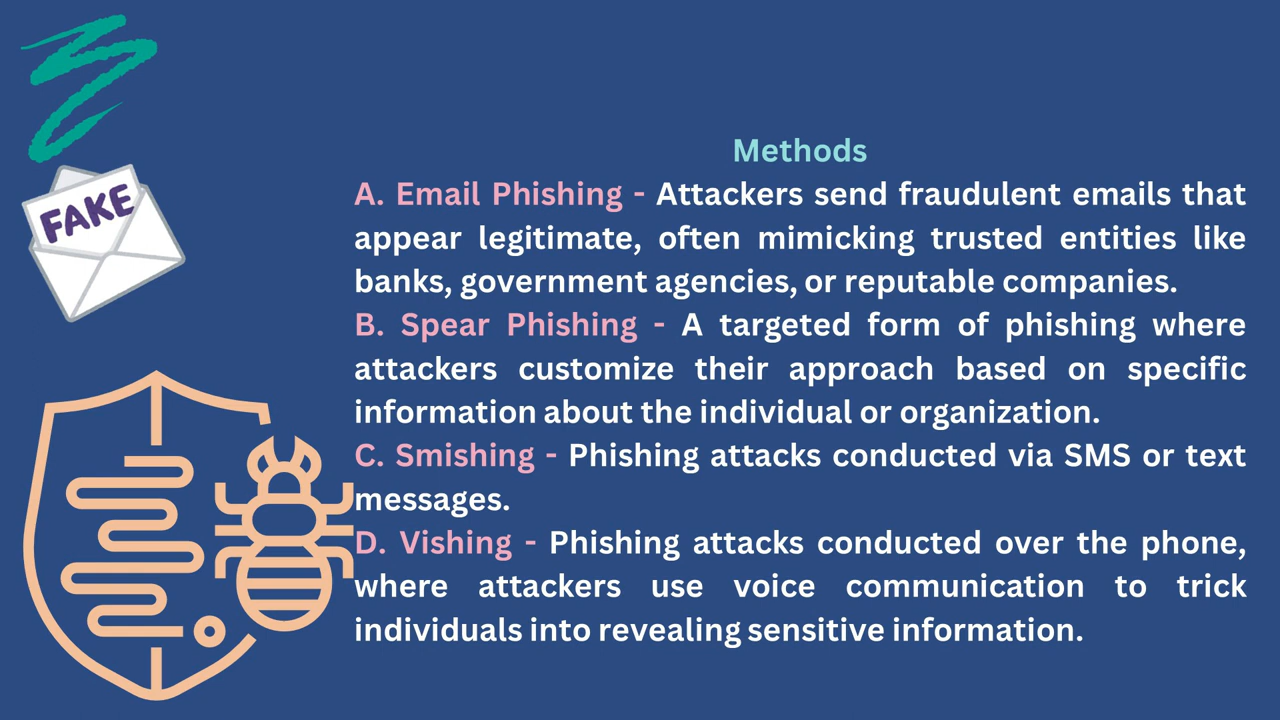 FAKE
Methods
A. Email Phishing - Attackers send fraudulent emails that
appear legitimate, often mimicking trusted entities like
banks, government agencies, or reputable companies.
B. Spear Phishing - A targeted form of phishing where
attackers customize their approach based on specific
information about the individual or organization.
C. Smishing - Phishing attacks conducted via SMS or text
messages.
D. Vishing - Phishing attacks conducted over the phone,
where attackers use voice communication to trick
individuals into revealing sensitive information.